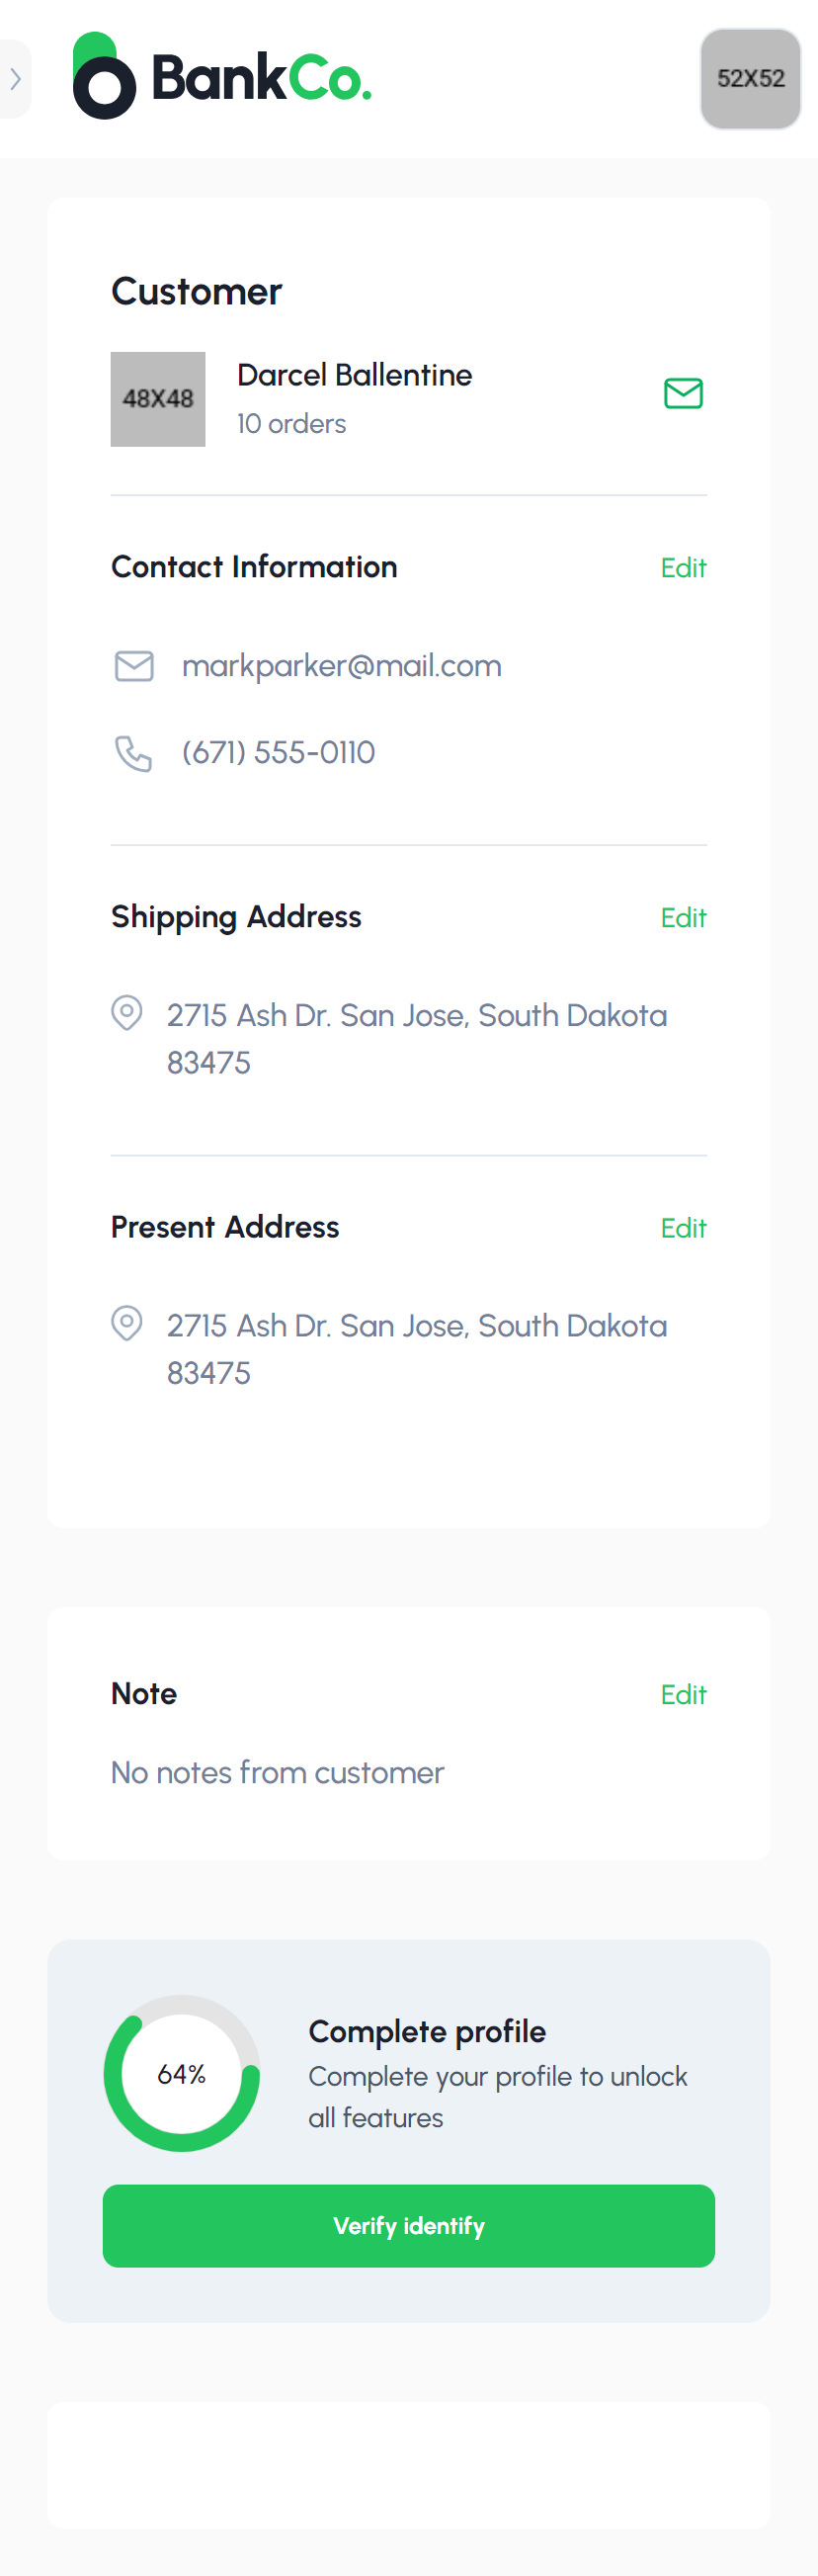 BankCo.
52X52
Customer
48X48
Darcel Ballentine
10 orders
Contact Information
Edit
markparker@mail.com
(671) 555-0110
Shipping Address
Edit
2715 Ash Dr. San Jose, South Dakota
83475
Present Address
Edit
2715 Ash Dr. San Jose, South Dakota
83475
Note
Edit
No notes from customer
64%
Complete profile
Complete your profile to unlock
all features
Verify identify